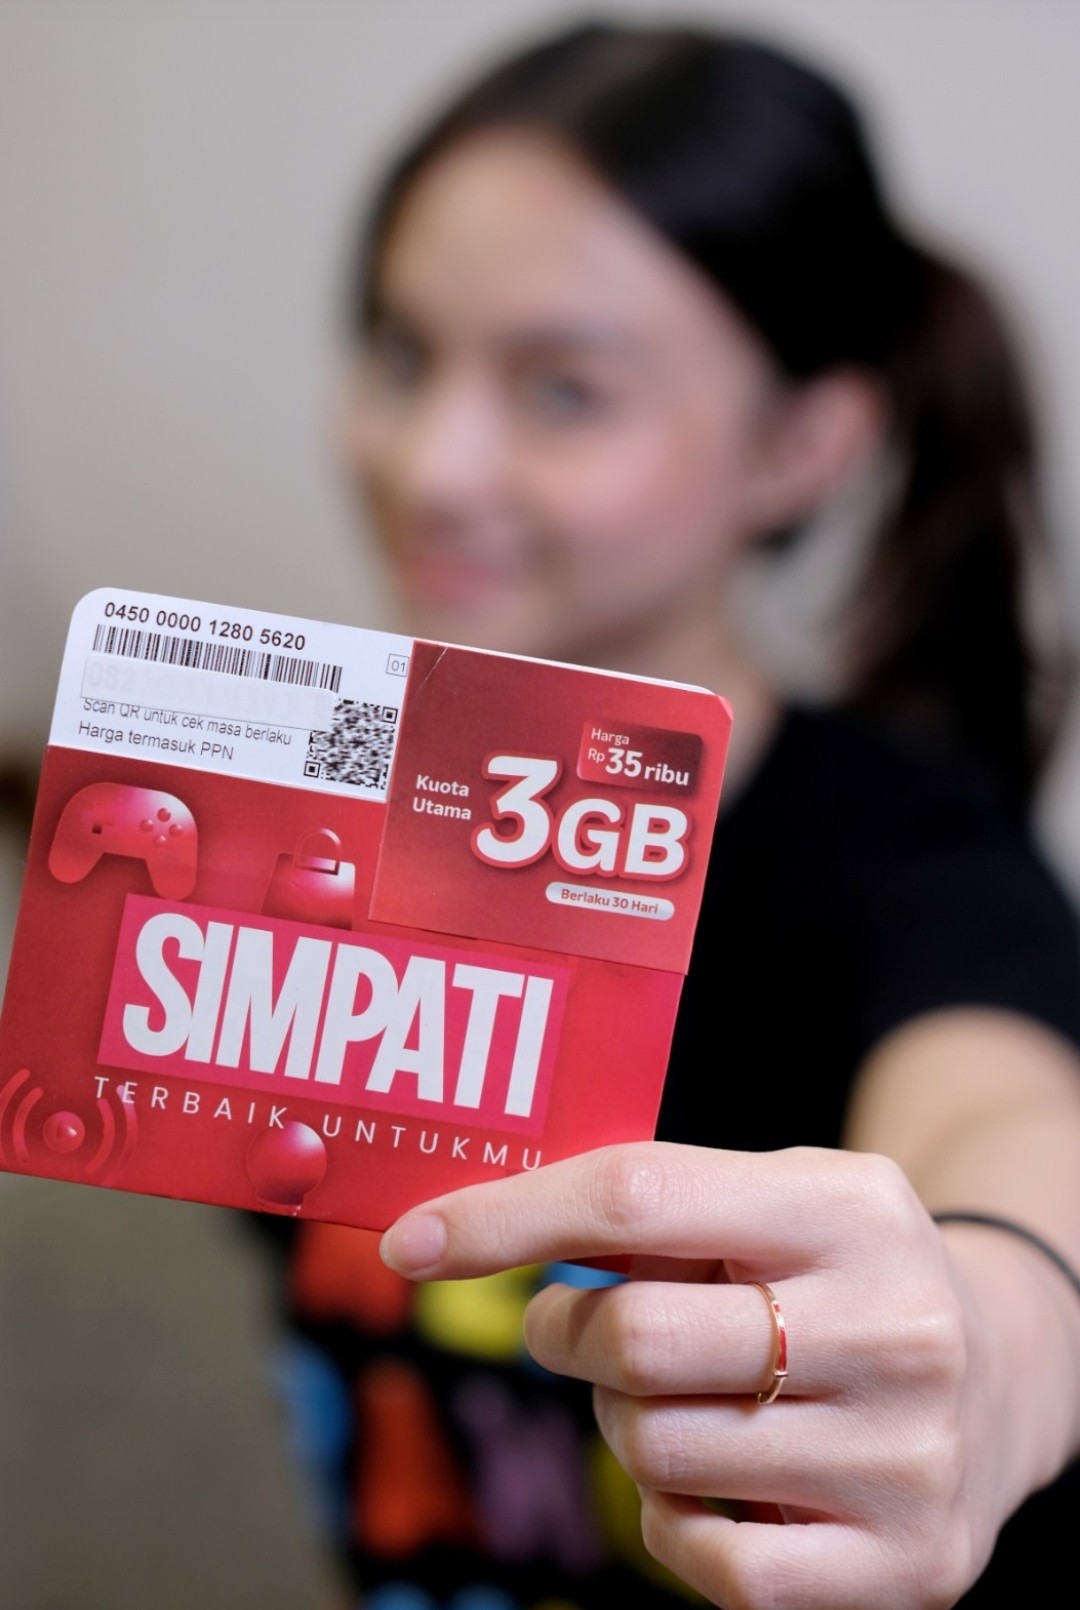 0450 0000 1280 5620
01
Scan QR untuk cek masa berlaku
Harga termasuk PPN
Harga
Rp 35 ribu
Kuota
Utama
3GB
Berlaku 30 Hari
SIMPATI
TERBAIK UNTUKMU